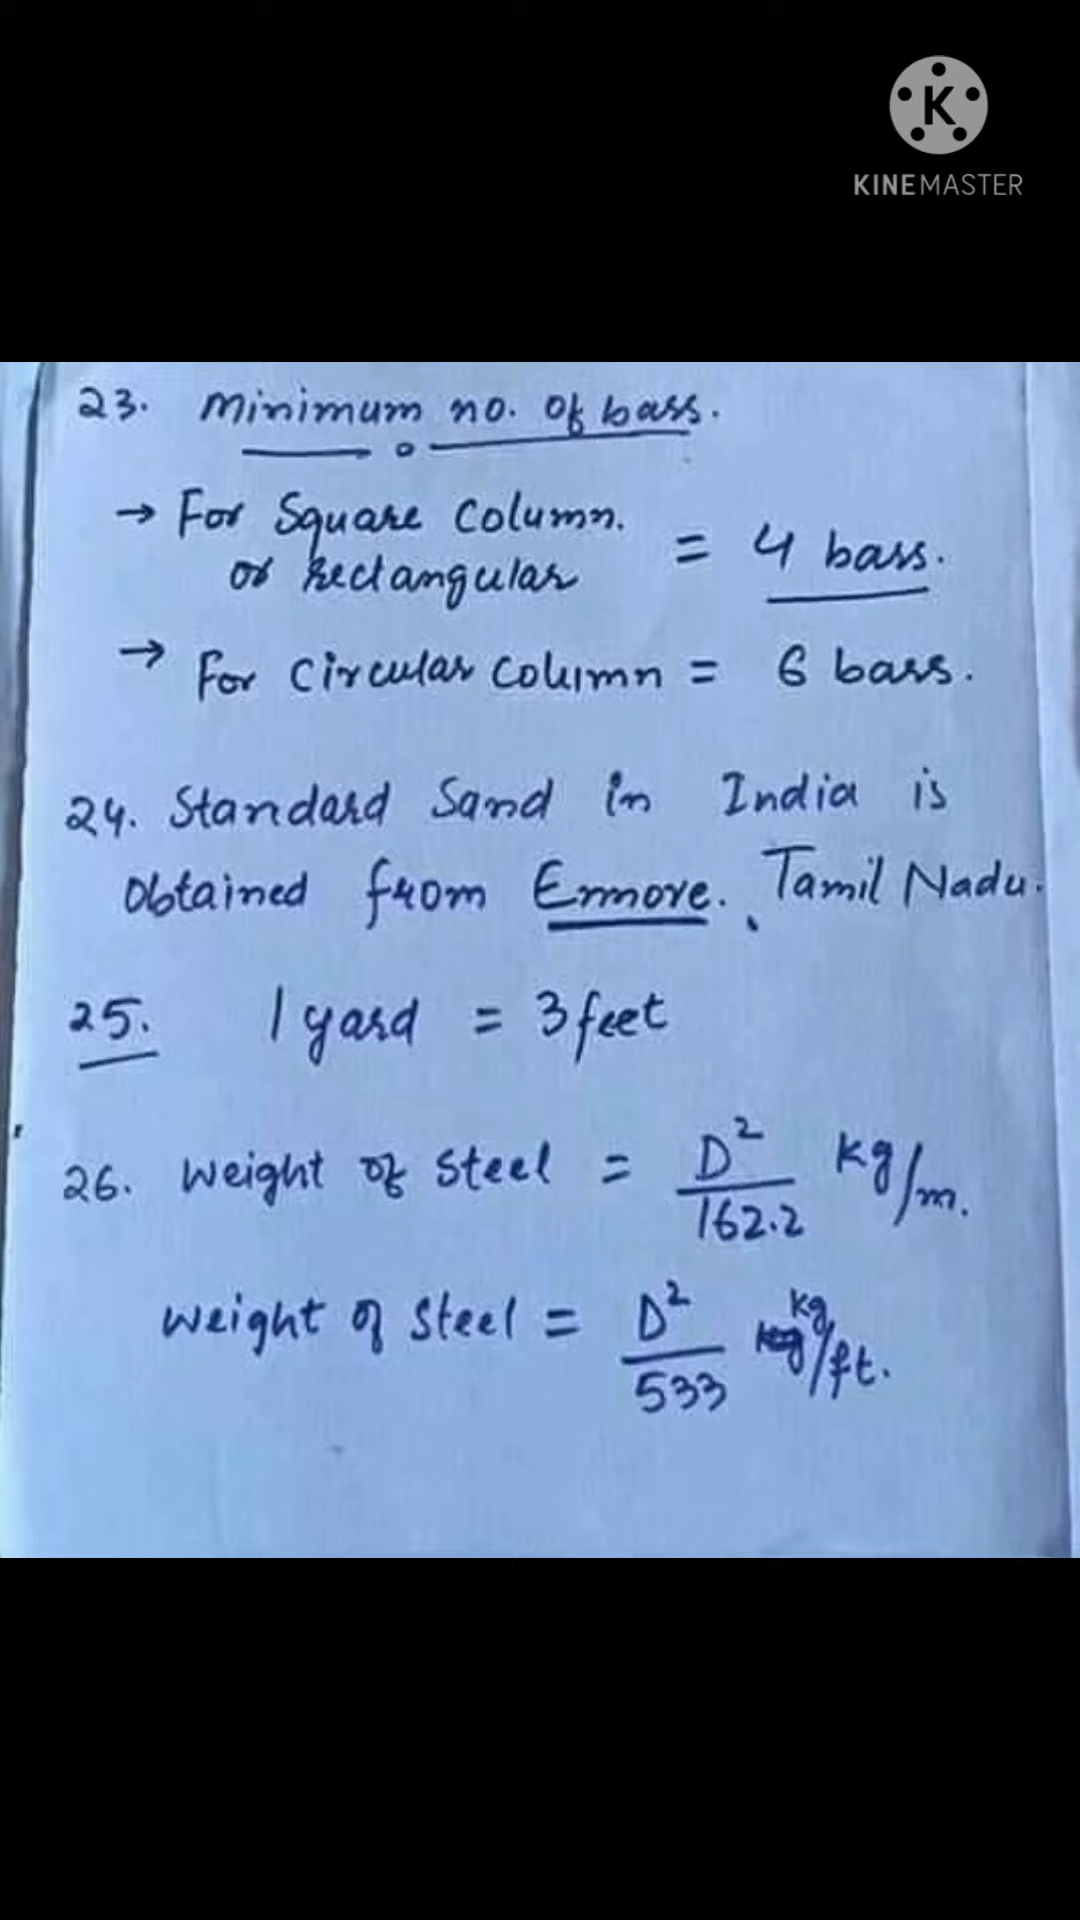 KINEMASTER
23. Minimum no. of bars.
→ For Square Column.
or Rectangular = 4 bars.
→ For Circular Column = 6 bars.
24. Standard Sand in India is
obtained from Ennore. Tamil Nadu.
25. 1 yard = 3 feet
26. Weight of Steel = D²/162.2 kg/m.
Weight of Steel = D²/533 kg/ft.